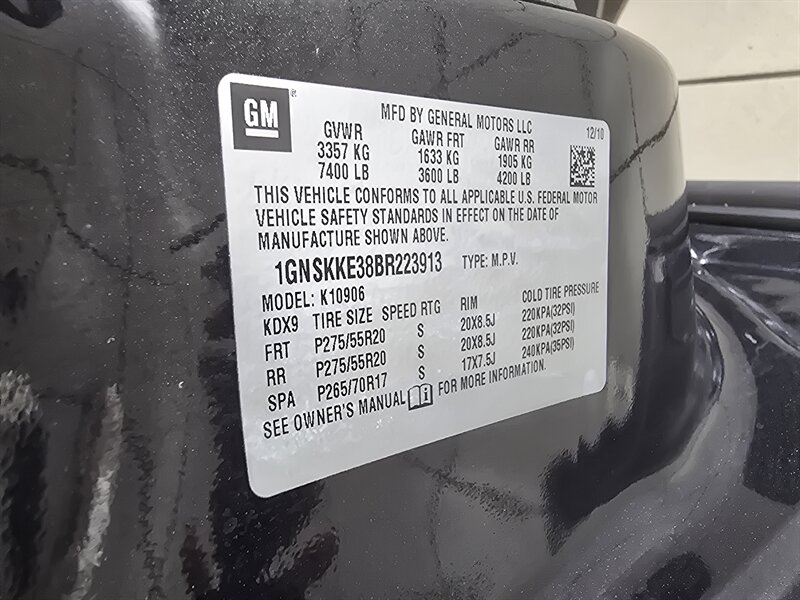 GM®
MFD BY GENERAL MOTORS LLC 12/10
GVWR GAWR FRT GAWR RR
3357 KG 1633 KG 1905 KG
7400 LB 3600 LB 4200 LB
THIS VEHICLE CONFORMS TO ALL APPLICABLE U.S. FEDERAL MOTOR
VEHICLE SAFETY STANDARDS IN EFFECT ON THE DATE OF
MANUFACTURE SHOWN ABOVE.
1GNSKKE38BR223913 TYPE: M.P.V.
MODEL: K10906
KDX9 TIRE SIZE SPEED RTG RIM COLD TIRE PRESSURE
FRT P275/55R20 S 20X8.5J 220KPA(32PSI)
RR P275/55R20 S 20X8.5J 220KPA(32PSI)
SPA P265/70R17 S 17X7.5J 240KPA(35PSI)
SEE OWNER'S MANUAL FOR MORE INFORMATION.